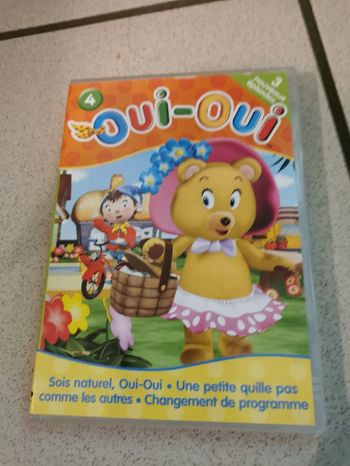 4
OUI-OUI
3
nouveaux
épisodes
Sois naturel, Oui-Oui • Une petite quille pas
comme les autres • Changement de programme